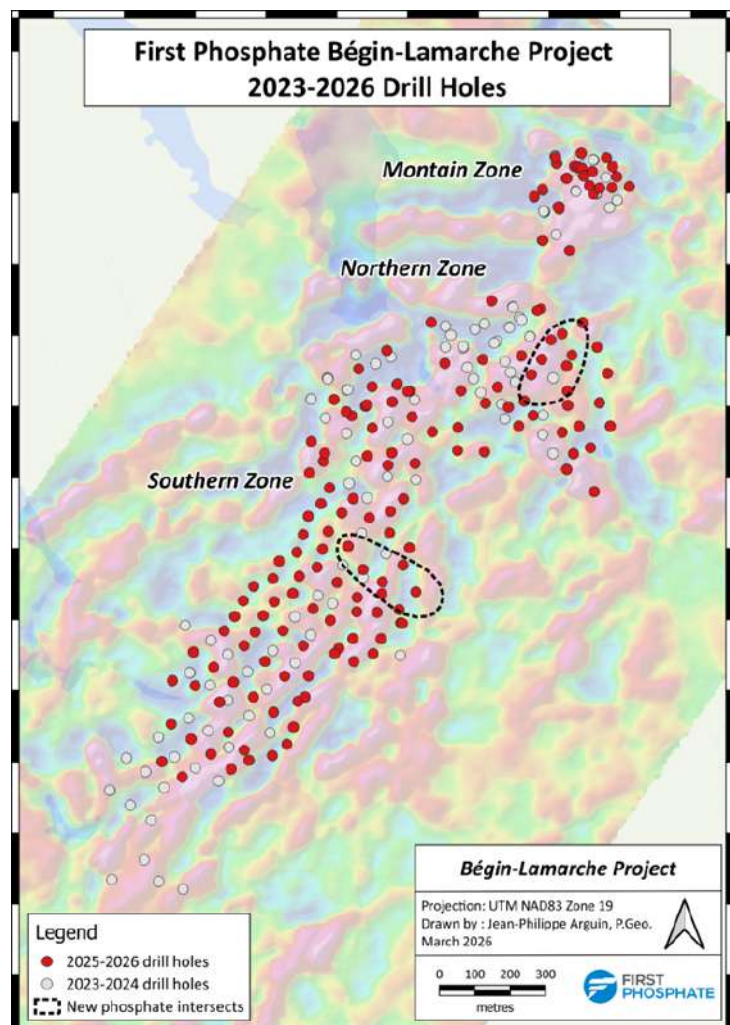 First Phosphate Bégin-Lamarche Project
2023-2026 Drill Holes
Montain Zone
Northern Zone
Southern Zone
Legend
2025-2026 drill holes
2023-2024 drill holes
New phosphate intersects
Bégin-Lamarche Project
Projection: UTM NAD83 Zone 19
Drawn by : Jean-Philippe Arguin, P.Geo.
March 2026
0 100 200 300
metres
FIRST
PHOSPHATE